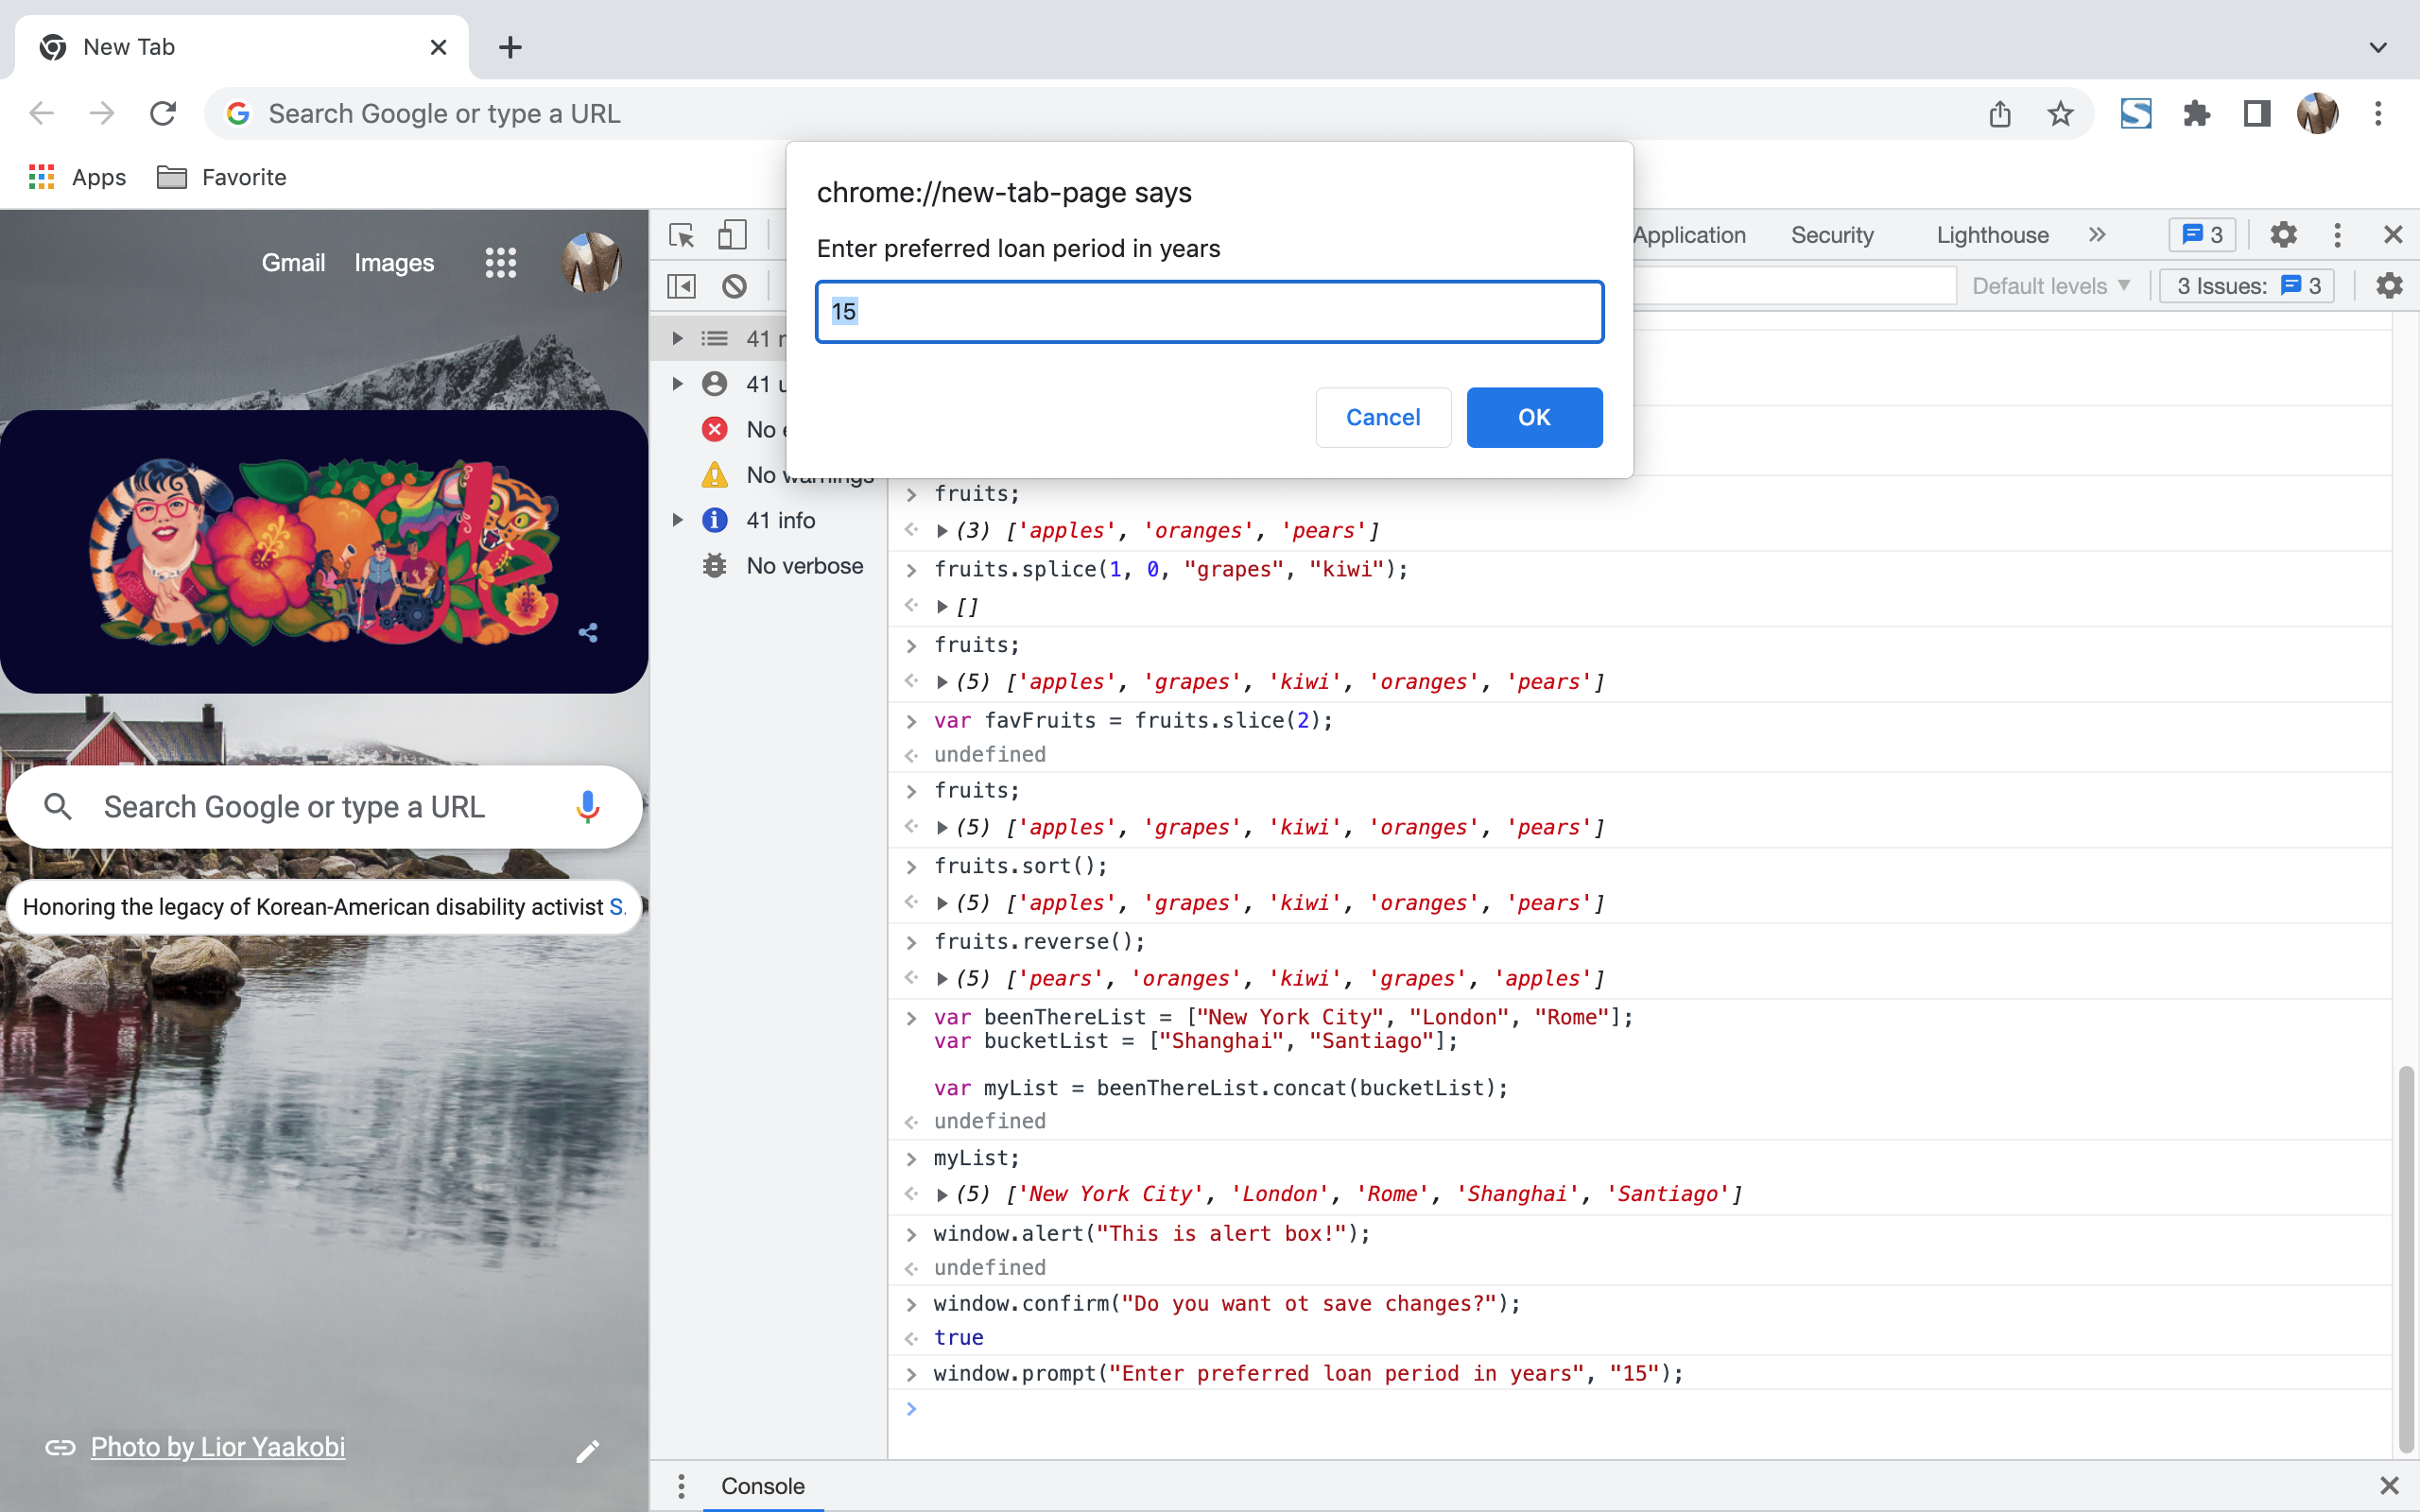 New Tab
Search Google or type a URL
Apps
Favorite
chrome://new-tab-page says
Enter preferred loan period in years
15
Cancel
OK
Gmail
Images
Application
Security
Lighthouse
3
Default levels
3 Issues:
3
41
41
No
No warnings
41 info
No verbose
Search Google or type a URL
Honoring the legacy of Korean-American disability activist S.
Photo by Lior Yaakobi
fruits;
(3) ['apples', 'oranges', 'pears']
fruits.splice(1, 0, "grapes", "kiwi");
[]
fruits;
(5) ['apples', 'grapes', 'kiwi', 'oranges', 'pears']
var favFruits = fruits.slice(2);
undefined
fruits;
(5) ['apples', 'grapes', 'kiwi', 'oranges', 'pears']
fruits.sort();
(5) ['apples', 'grapes', 'kiwi', 'oranges', 'pears']
fruits.reverse();
(5) ['pears', 'oranges', 'kiwi', 'grapes', 'apples']
var beenThereList = ["New York City", "London", "Rome"];
var bucketList = ["Shanghai", "Santiago"];
var myList = beenThereList.concat(bucketList);
undefined
myList;
(5) ['New York City', 'London', 'Rome', 'Shanghai', 'Santiago']
window.alert("This is alert box!");
undefined
window.confirm("Do you want ot save changes?");
true
window.prompt("Enter preferred loan period in years", "15");
Console